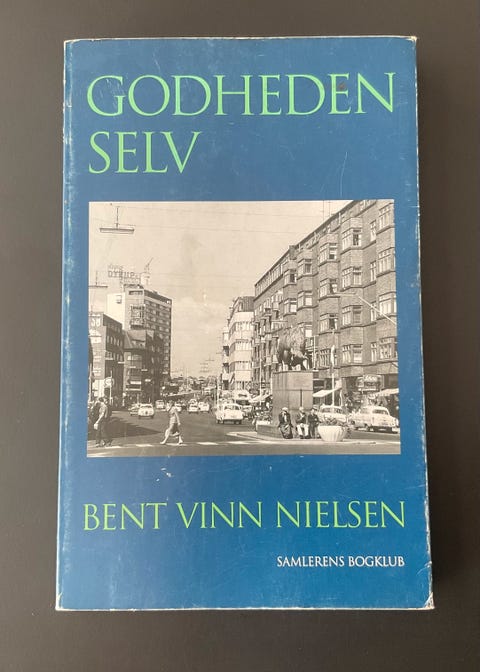 GODHEDEN
SELV
BENT VINN NIELSEN
SAMLERENS BOGKLUB